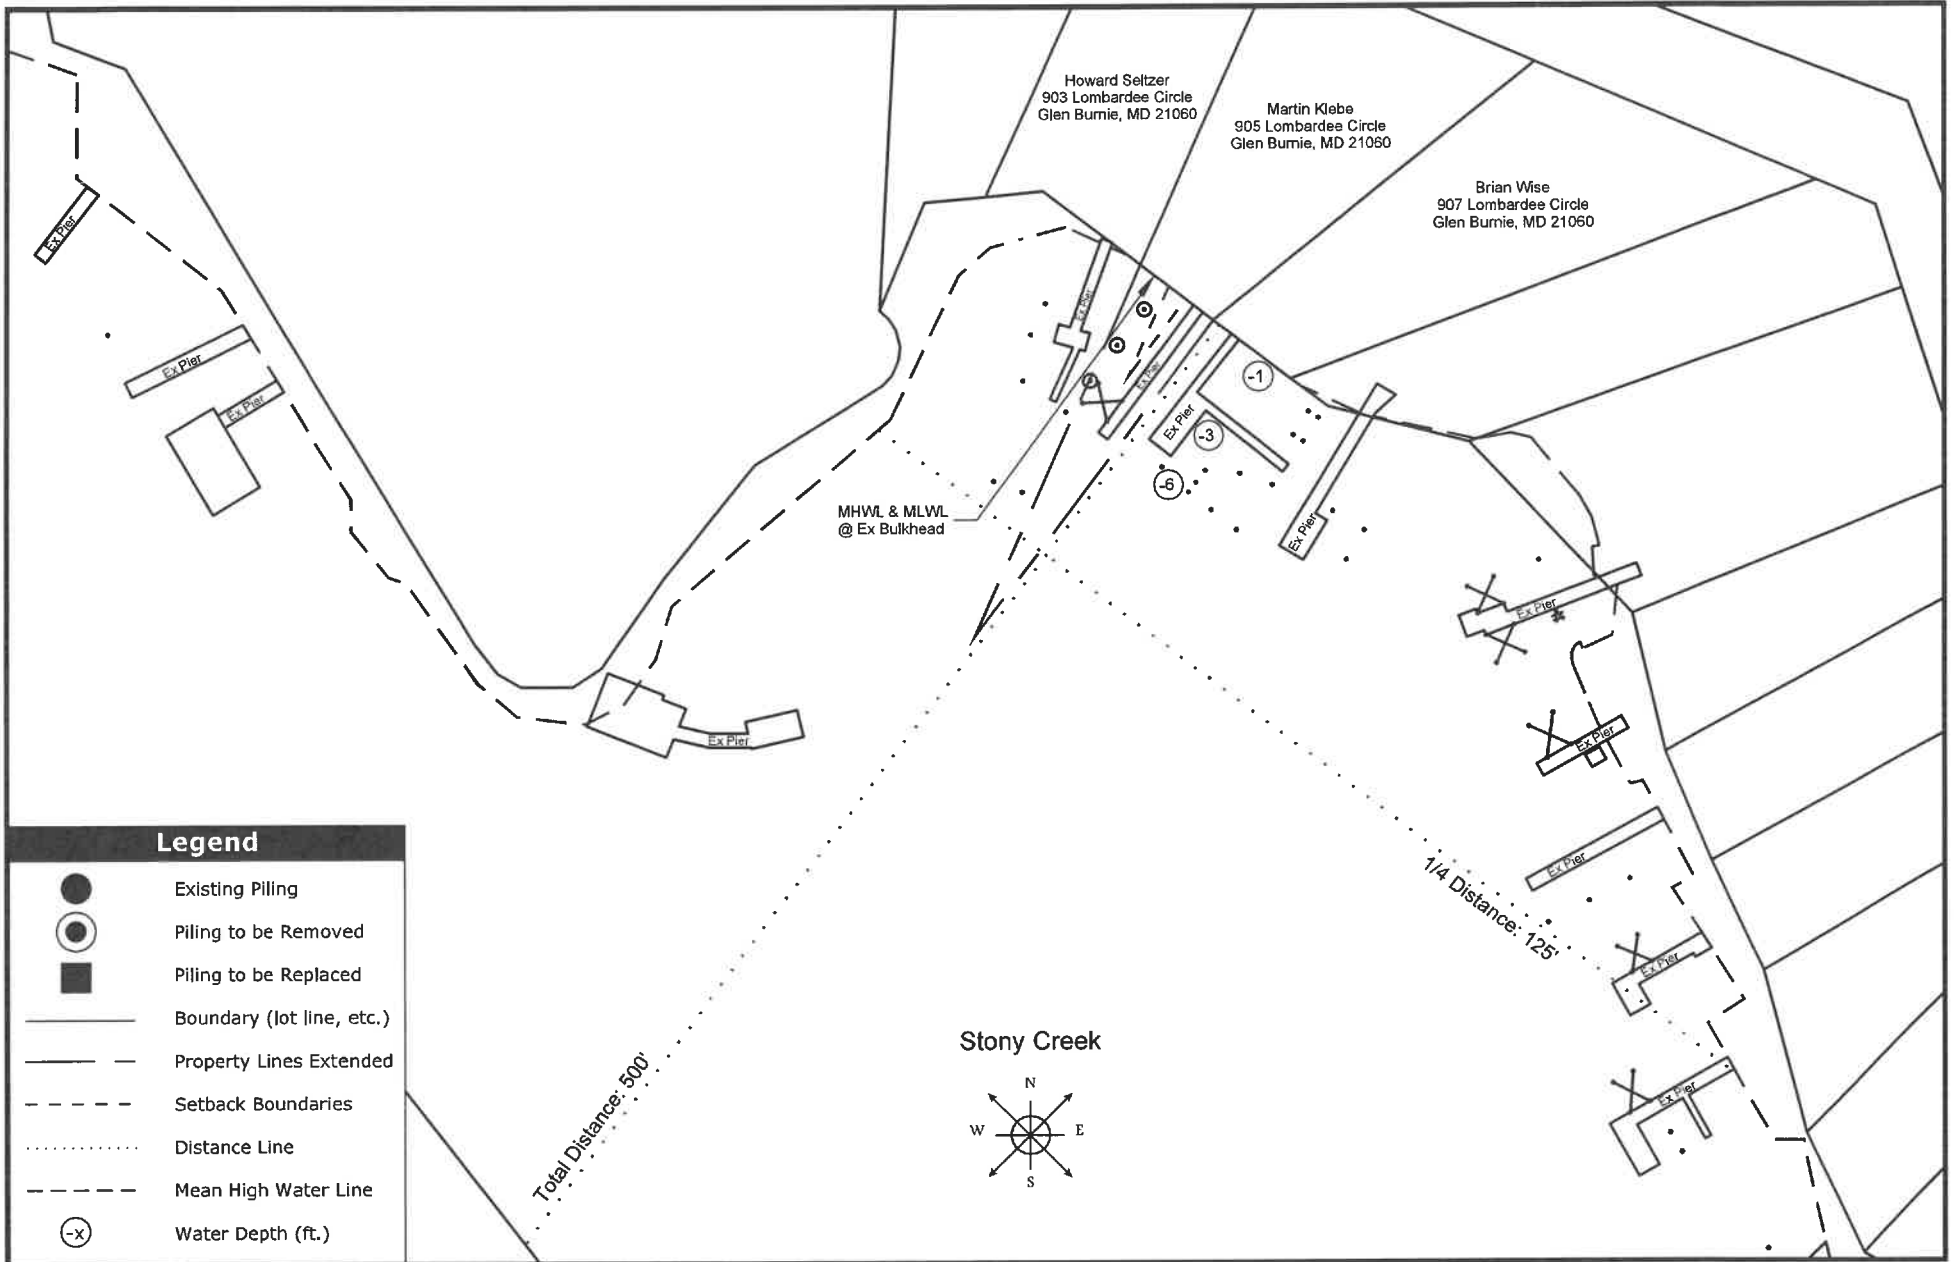 Howard Seltzer
903 Lombardee Circle
Glen Burnie, MD 21060
Martin Klebe
905 Lombardee Circle
Glen Burnie, MD 21060
Brian Wise
907 Lombardee Circle
Glen Burnie, MD 21060
Ex Pier
Ex Pier
Ex Pier
Ex Pier
Ex Pier
Ex Pier
-1
-3
-6
MHWL & MLWL
@ Ex Bulkhead
Ex Pier
Ex Pier
Ex Pier
Ex Pier
Ex Pier
1/4 Distance: 125'
Ex Pier
Ex Pier
Total Distance: 500'
Stony Creek
N
W
E
S
Legend
Existing Piling
Piling to be Removed
Piling to be Replaced
Boundary (lot line, etc.)
Property Lines Extended
Setback Boundaries
Distance Line
Mean High Water Line
-x
Water Depth (ft.)